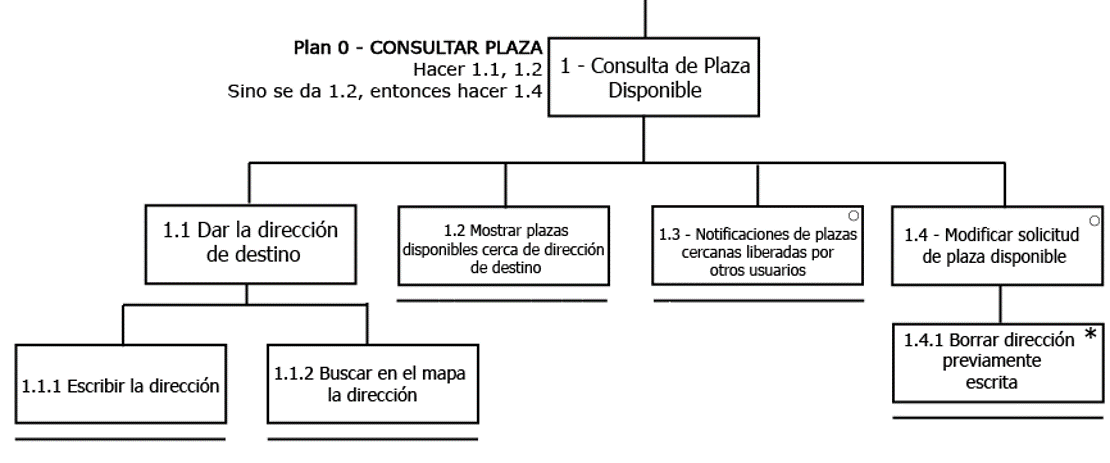 Plan 0 - CONSULTAR PLAZA
Hacer 1.1, 1.2
Sino se da 1.2, entonces hacer 1.4
1 - Consulta de Plaza
Disponible
1.1 Dar la dirección
de destino
1.2 Mostrar plazas
disponibles cerca de dirección
de destino
1.3 - Notificaciones de plazas
cercanas liberadas por
otros usuarios
1.4 - Modificar solicitud
de plaza disponible
1.1.1 Escribir la dirección
1.1.2 Buscar en el mapa
la dirección
1.4.1 Borrar dirección *
previamente
escrita